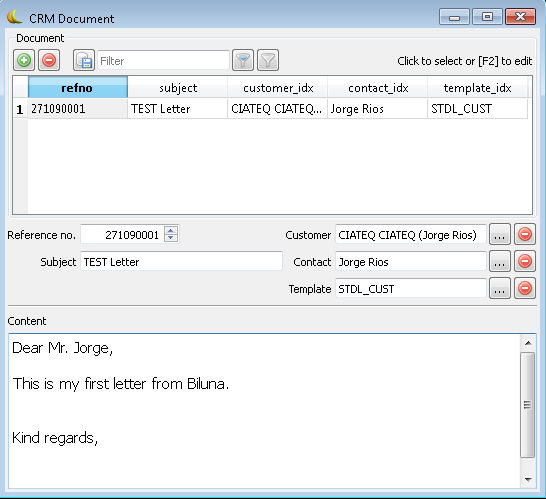 CRM Document
Document
Filter
Click to select or [F2] to edit
refno subject customer_idx contact_idx template_idx
1 271090001 TEST Letter CIATEQ CIATEQ... Jorge Rios STDL_CUST
Reference no. 271090001 Customer CIATEQ CIATEQ (Jorge Rios) ...
Subject TEST Letter Contact Jorge Rios ...
Template STDL_CUST ...
Content
Dear Mr. Jorge,
This is my first letter from Biluna.
Kind regards,